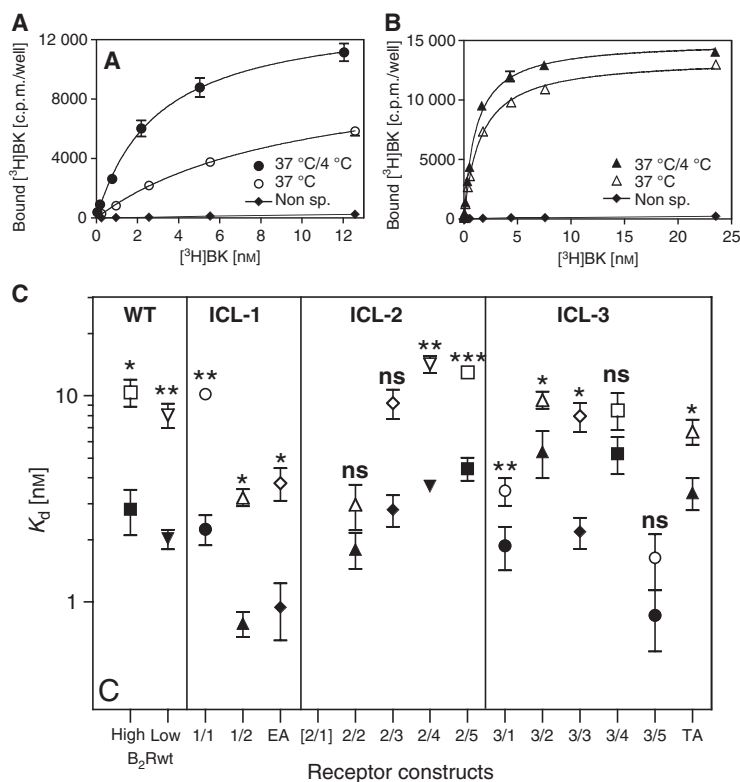 A
12 000
8000
4000
0
A
37 °C/4 °C
37 °C
Non sp.
0 2 4 6 8 10 12
[³H]BK [nM]
Bound [³H]BK [c.p.m./well]
B
15 000
10 000
5000
0
37 °C/4 °C
37 °C
Non sp.
0 5 10 15 20 25
[³H]BK [nM]
Bound [³H]BK [c.p.m./well]
C
WT ICL-1 ICL-2 ICL-3
* ** ** * * ns ns ** *** ** * * ns ns *
10
1
Kd [nM]
C
High Low 1/1 1/2 EA [2/1] 2/2 2/3 2/4 2/5 3/1 3/2 3/3 3/4 3/5 TA
B₂Rwt
Receptor constructs